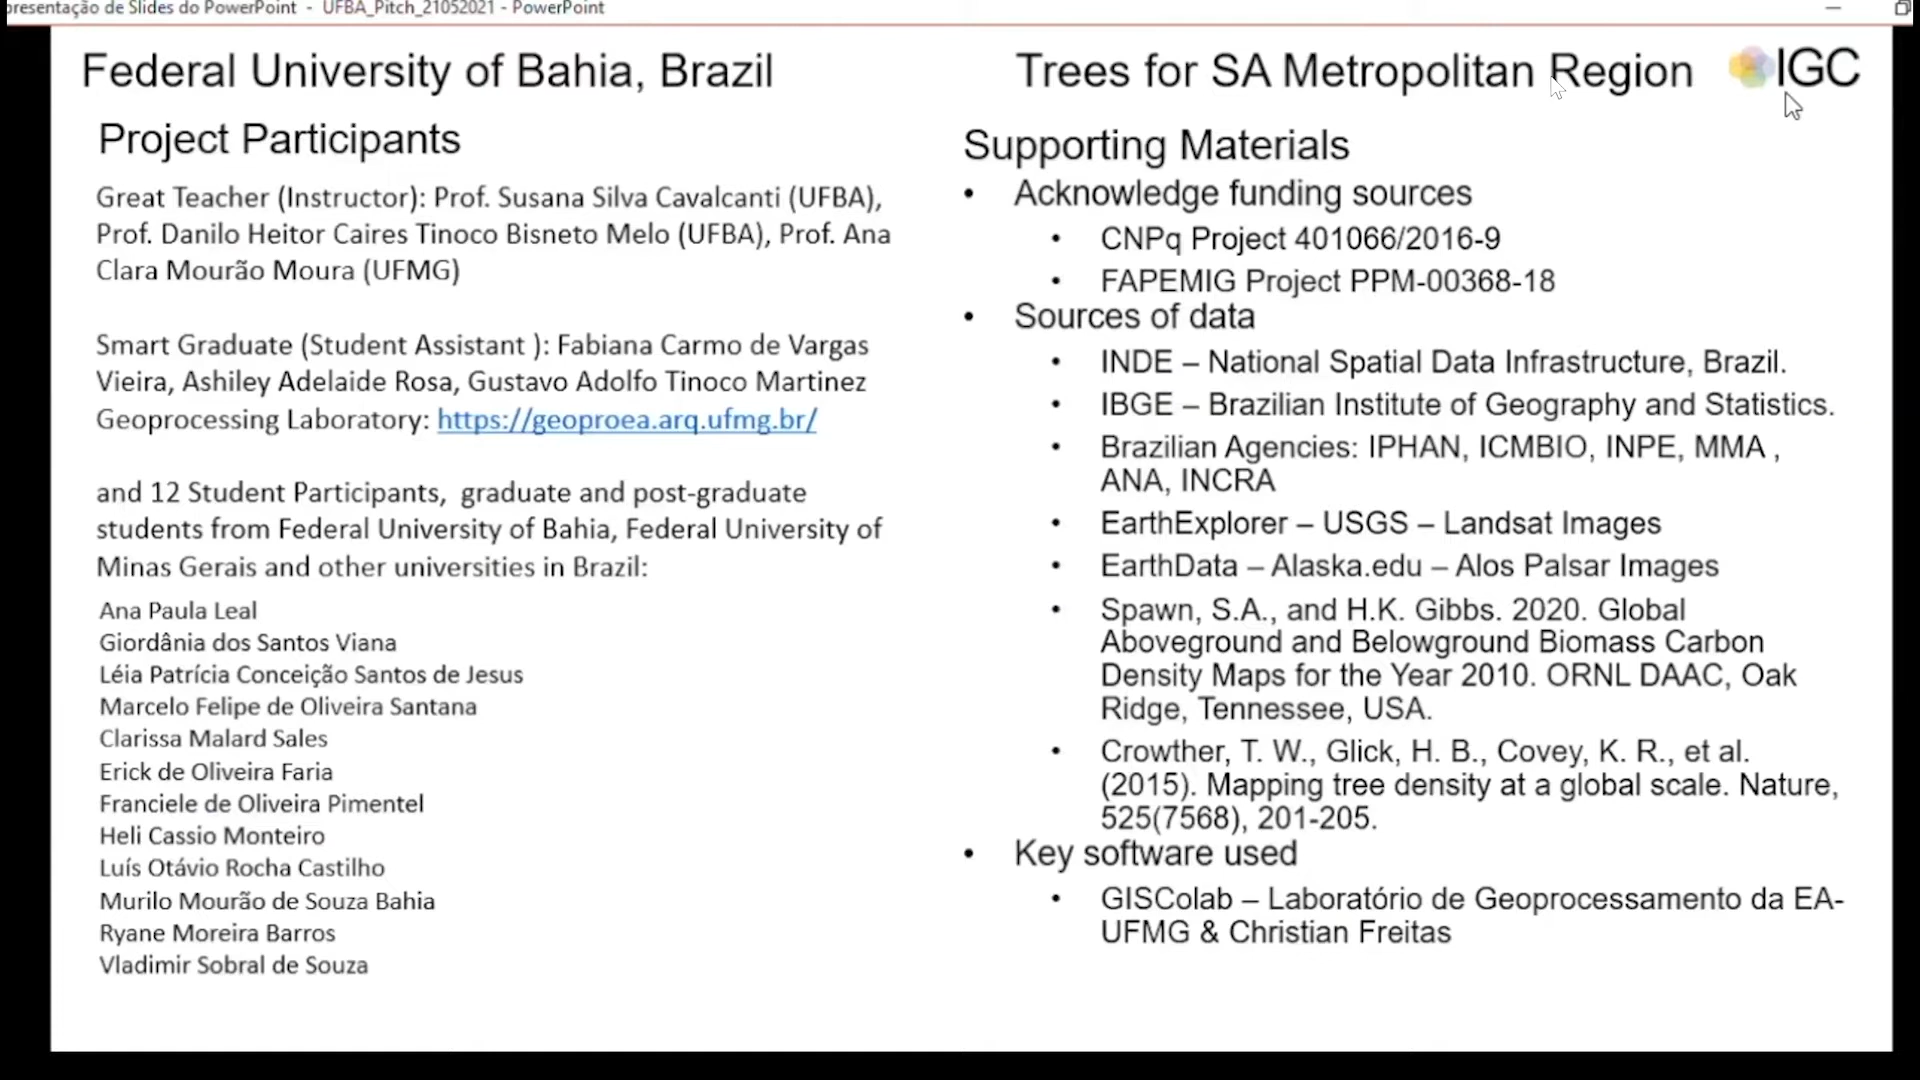 Slides do PowerPoint - UFBA_Pitch_21052021 - PowerPoint
Federal University of Bahia, Brazil
Trees for SA Metropolitan Region
IGC
Project Participants
Great Teacher (Instructor): Prof. Susana Silva Cavalcanti (UFBA),
Prof. Danilo Heitor Caires Tinoco Bisneto Melo (UFBA), Prof. Ana
Clara Mourão Moura (UFMG)
Smart Graduate (Student Assistant ): Fabiana Carmo de Vargas
Vieira, Ashiley Adelaide Rosa, Gustavo Adolfo Tinoco Martinez
Geoprocessing Laboratory: https://geoproea.arq.ufmg.br/
and 12 Student Participants, graduate and post-graduate
students from Federal University of Bahia, Federal University of
Minas Gerais and other universities in Brazil:
Ana Paula Leal
Giordânia dos Santos Viana
Léia Patrícia Conceição Santos de Jesus
Marcelo Felipe de Oliveira Santana
Clarissa Malard Sales
Erick de Oliveira Faria
Franciele de Oliveira Pimentel
Heli Cassio Monteiro
Luís Otávio Rocha Castilho
Murilo Mourão de Souza Bahia
Ryane Moreira Barros
Vladimir Sobral de Souza
Supporting Materials
• Acknowledge funding sources
• CNPq Project 401066/2016-9
• FAPEMIG Project PPM-00368-18
• Sources of data
• INDE – National Spatial Data Infrastructure, Brazil.
• IBGE – Brazilian Institute of Geography and Statistics.
• Brazilian Agencies: IPHAN, ICMBIO, INPE, MMA ,
ANA, INCRA
• EarthExplorer – USGS – Landsat Images
• EarthData – Alaska.edu – Alos Palsar Images
• Spawn, S.A., and H.K. Gibbs. 2020. Global
Aboveground and Belowground Biomass Carbon
Density Maps for the Year 2010. ORNL DAAC, Oak
Ridge, Tennessee, USA.
• Crowther, T. W., Glick, H. B., Covey, K. R., et al.
(2015). Mapping tree density at a global scale. Nature,
525(7568), 201-205.
• Key software used
• GISColab – Laboratório de Geoprocessamento da EA-
UFMG & Christian Freitas